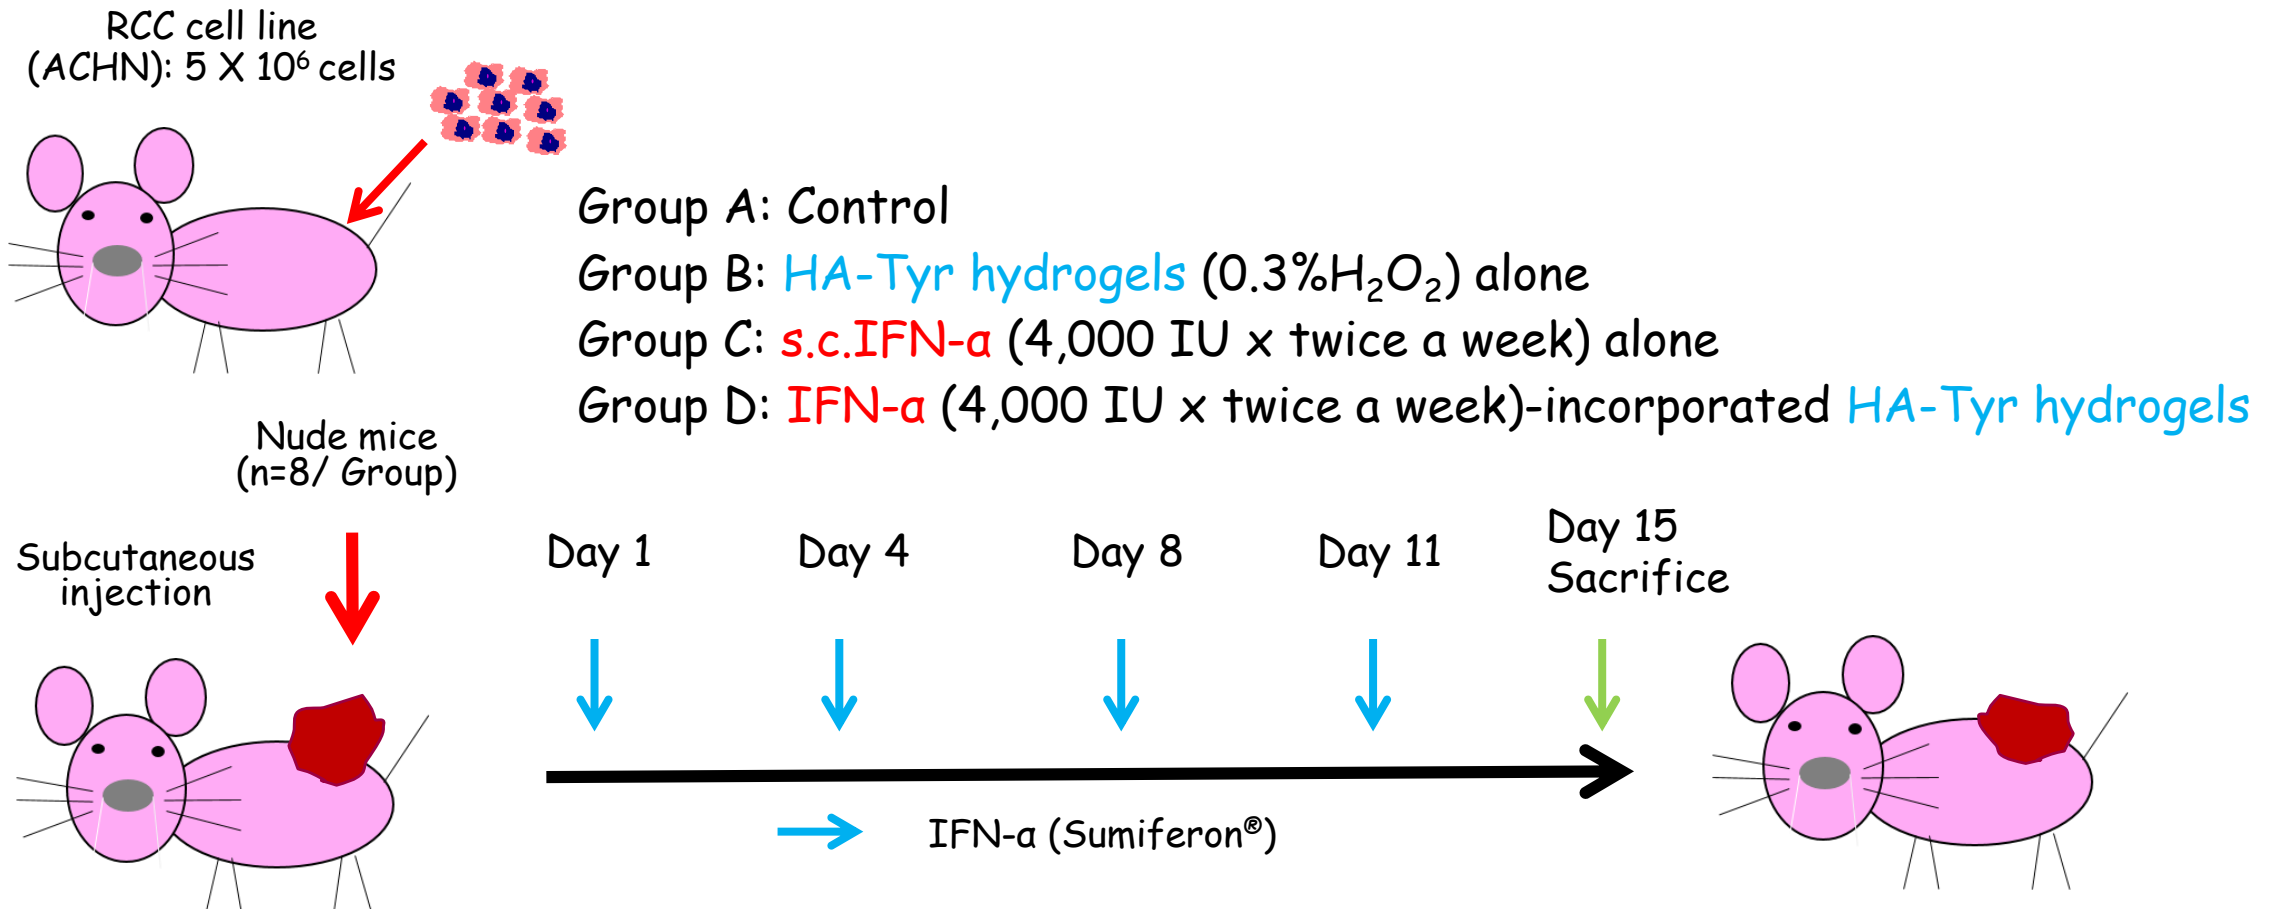 RCC cell line
(ACHN): 5 X 10⁶ cells
Group A: Control
Group B: HA-Tyr hydrogels (0.3%H₂O₂) alone
Group C: s.c.IFN-α (4,000 IU x twice a week) alone
Group D: IFN-α (4,000 IU x twice a week)-incorporated HA-Tyr hydrogels
Nude mice
(n=8/ Group)
Subcutaneous
injection
Day 1
Day 4
Day 8
Day 11
Day 15
Sacrifice
IFN-α (Sumiferon®)